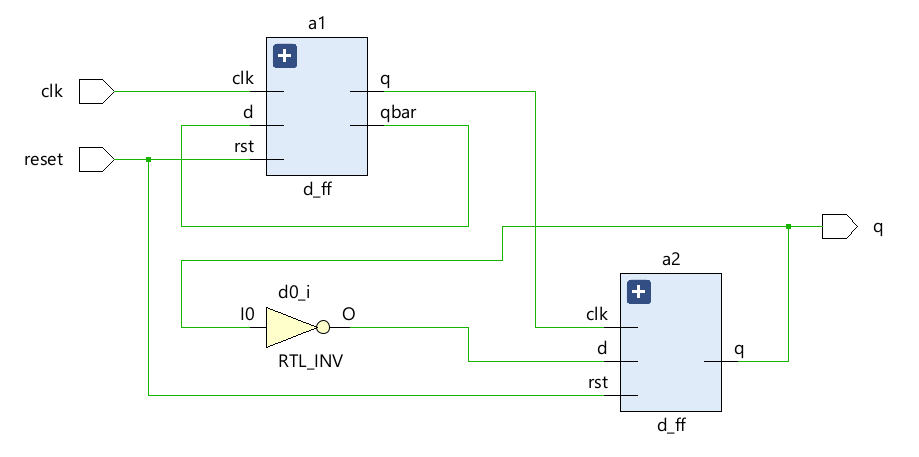 a1
clk
clk
q
d
qbar
reset
rst
d_ff
q
a2
d0_i
I0
O
clk
RTL_INV
d
q
rst
d_ff